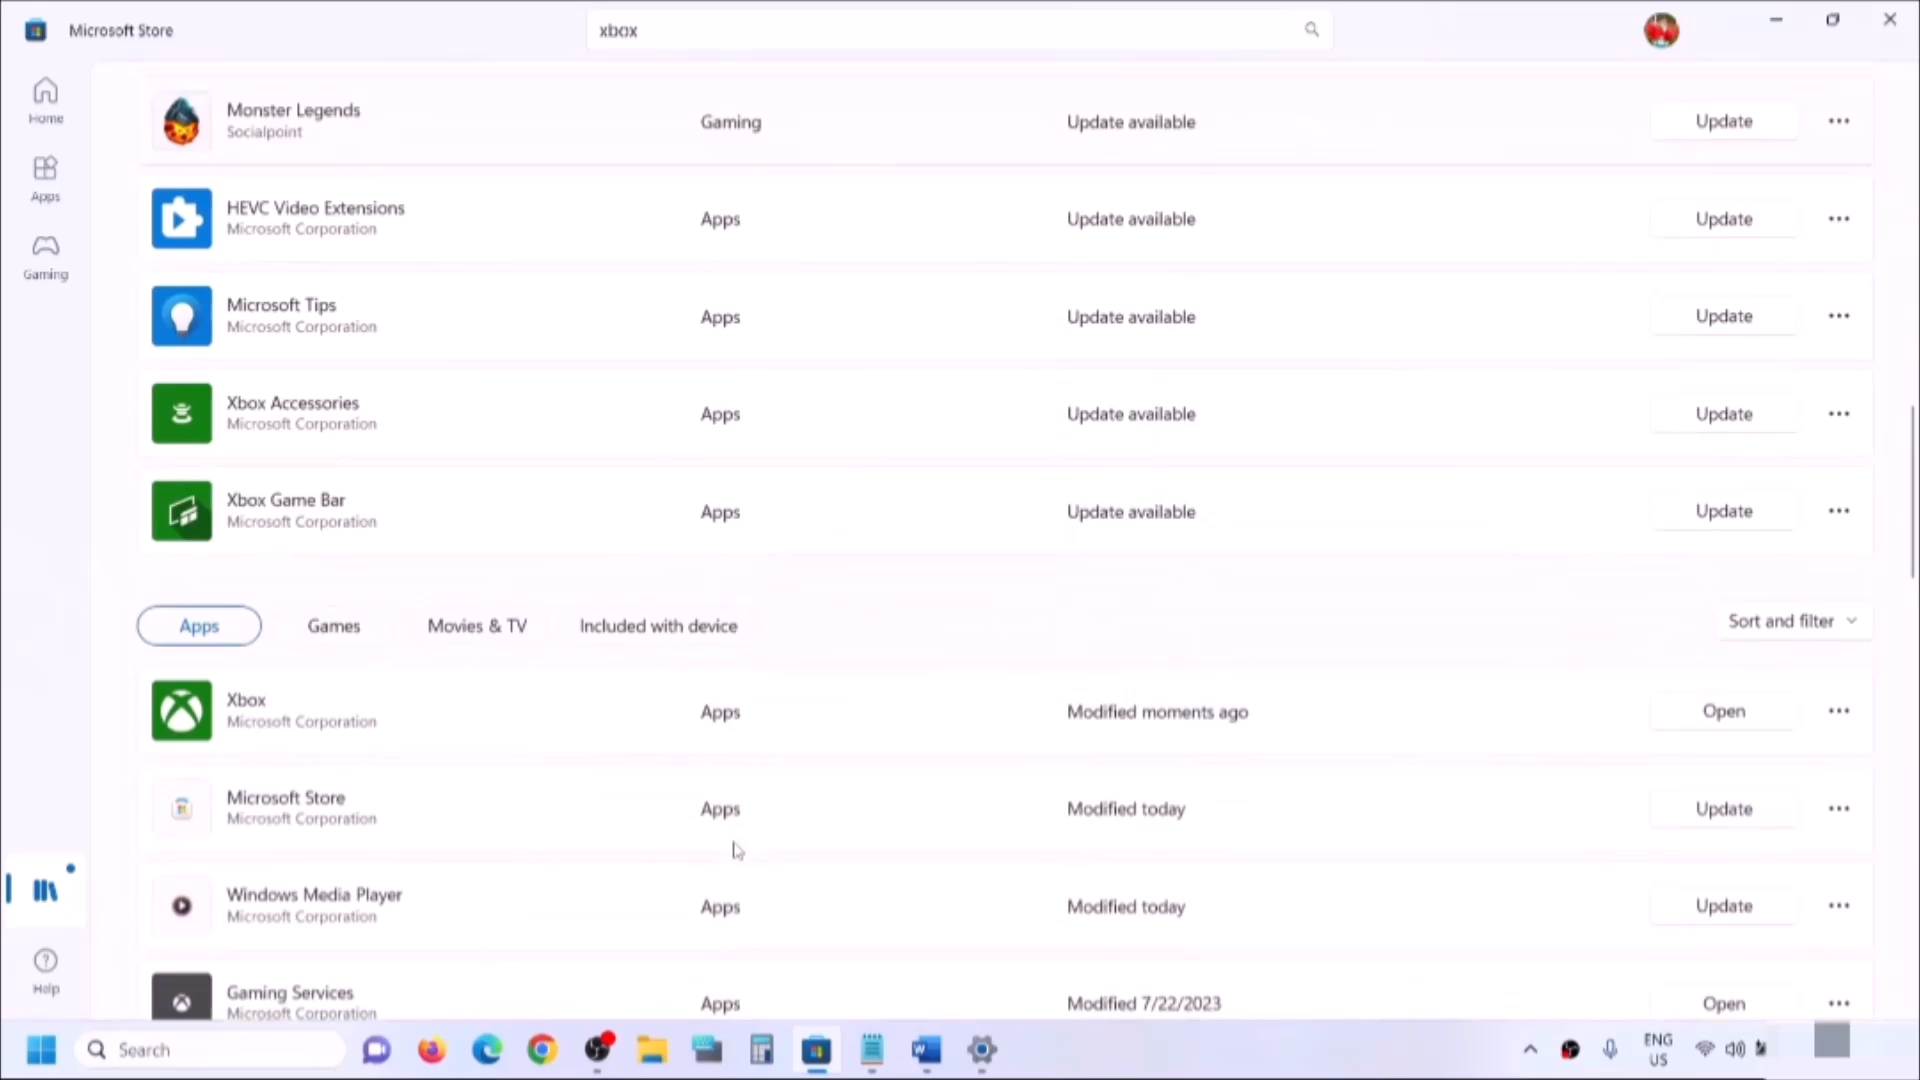 Microsoft Store
xbox
Home
Apps
Gaming
Monster Legends
Socialpoint
Gaming
Update available
Update
HEVC Video Extensions
Microsoft Corporation
Apps
Update available
Update
Microsoft Tips
Microsoft Corporation
Apps
Update available
Update
Xbox Accessories
Microsoft Corporation
Apps
Update available
Update
Xbox Game Bar
Microsoft Corporation
Apps
Update available
Update
Apps
Games
Movies & TV
Included with device
Sort and filter
Xbox
Microsoft Corporation
Apps
Modified moments ago
Open
Microsoft Store
Microsoft Corporation
Apps
Modified today
Update
Windows Media Player
Microsoft Corporation
Apps
Modified today
Update
Gaming Services
Microsoft Corporation
Apps
Modified 7/22/2023
Open
Help
Search
ENG
US